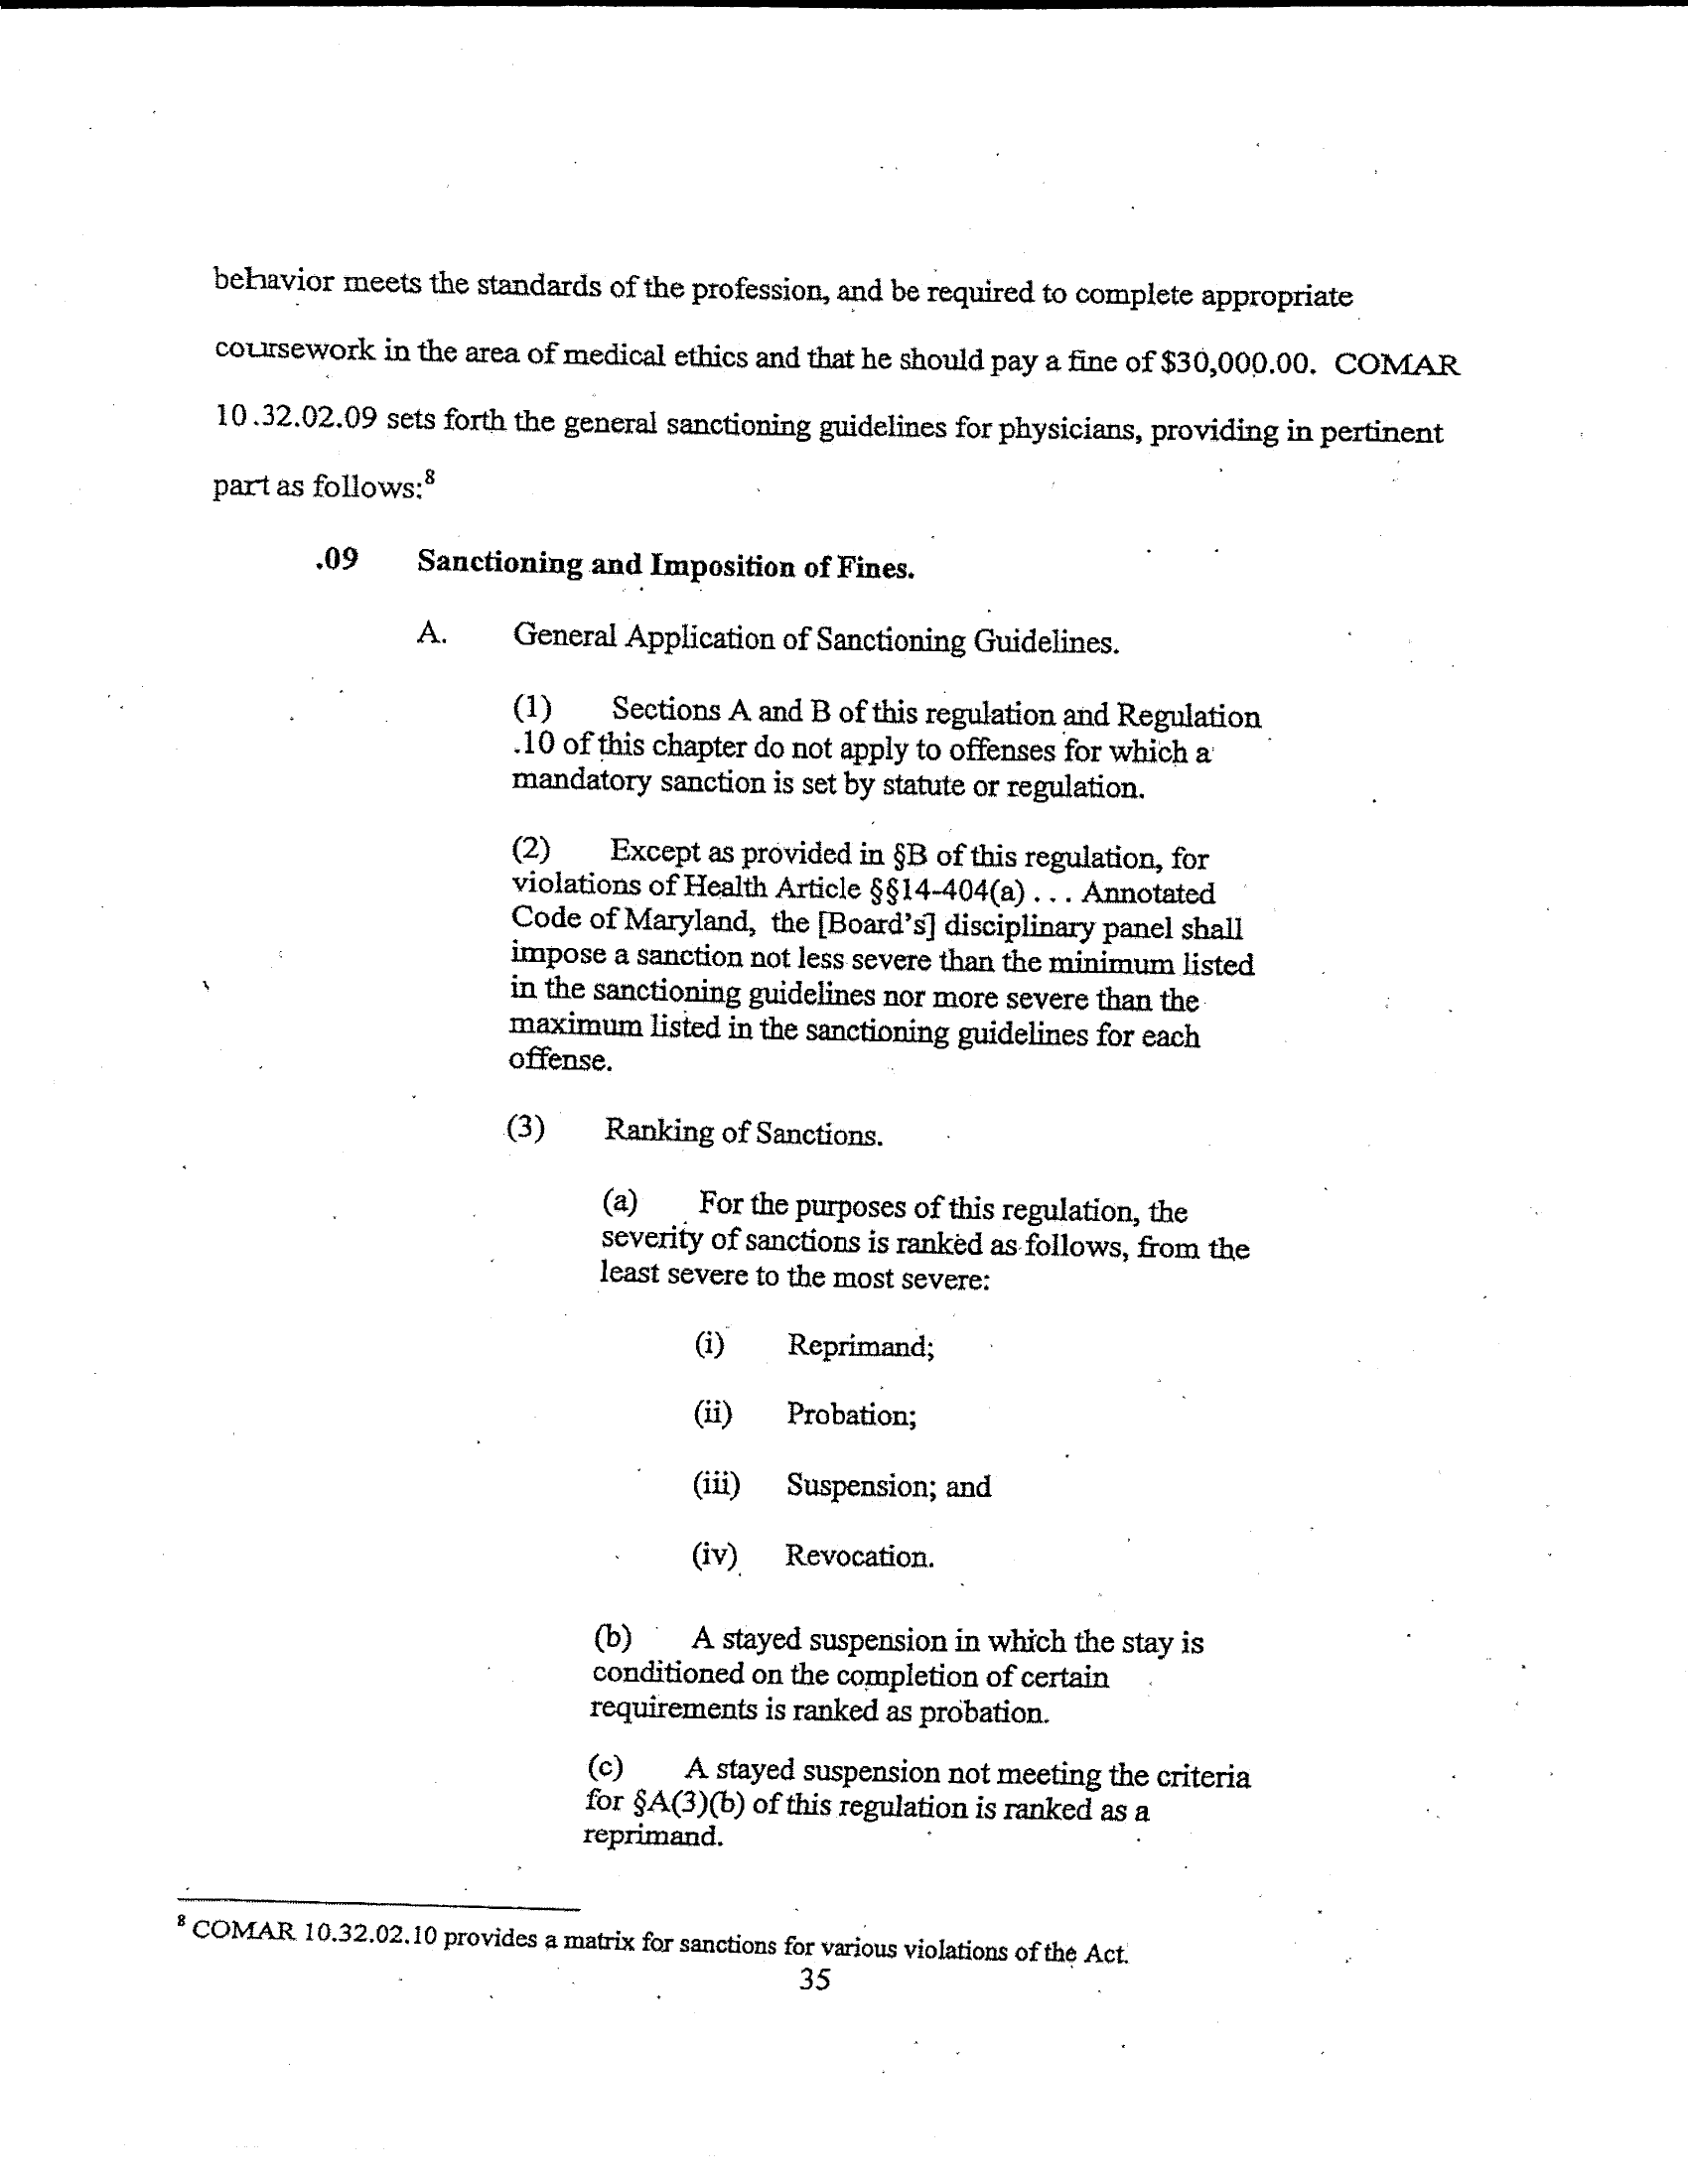 behavior meets the standards of the profession, and be required to complete appropriate
coursework in the area of medical ethics and that he should pay a fine of $30,000.00. COMAR
10.32.02.09 sets forth the general sanctioning guidelines for physicians, providing in pertinent
part as follows:8
.09 Sanctioning and Imposition of Fines.
A. General Application of Sanctioning Guidelines.
(1) Sections A and B of this regulation and Regulation
.10 of this chapter do not apply to offenses for which a
mandatory sanction is set by statute or regulation.
(2) Except as provided in §B of this regulation, for
violations of Health Article §§14-404(a) . . . Annotated
Code of Maryland, the [Board's] disciplinary panel shall
impose a sanction not less severe than the minimum listed
in the sanctioning guidelines nor more severe than the
maximum listed in the sanctioning guidelines for each
offense.
(3) Ranking of Sanctions.
(a) For the purposes of this regulation, the
severity of sanctions is ranked as follows, from the
least severe to the most severe:
(i) Reprimand;
(ii) Probation;
(iii) Suspension; and
(iv) Revocation.
(b) A stayed suspension in which the stay is
conditioned on the completion of certain
requirements is ranked as probation.
(c) A stayed suspension not meeting the criteria
for §A(3)(b) of this regulation is ranked as a
reprimand.
8 COMAR 10.32.02.10 provides a matrix for sanctions for various violations of the Act.
35